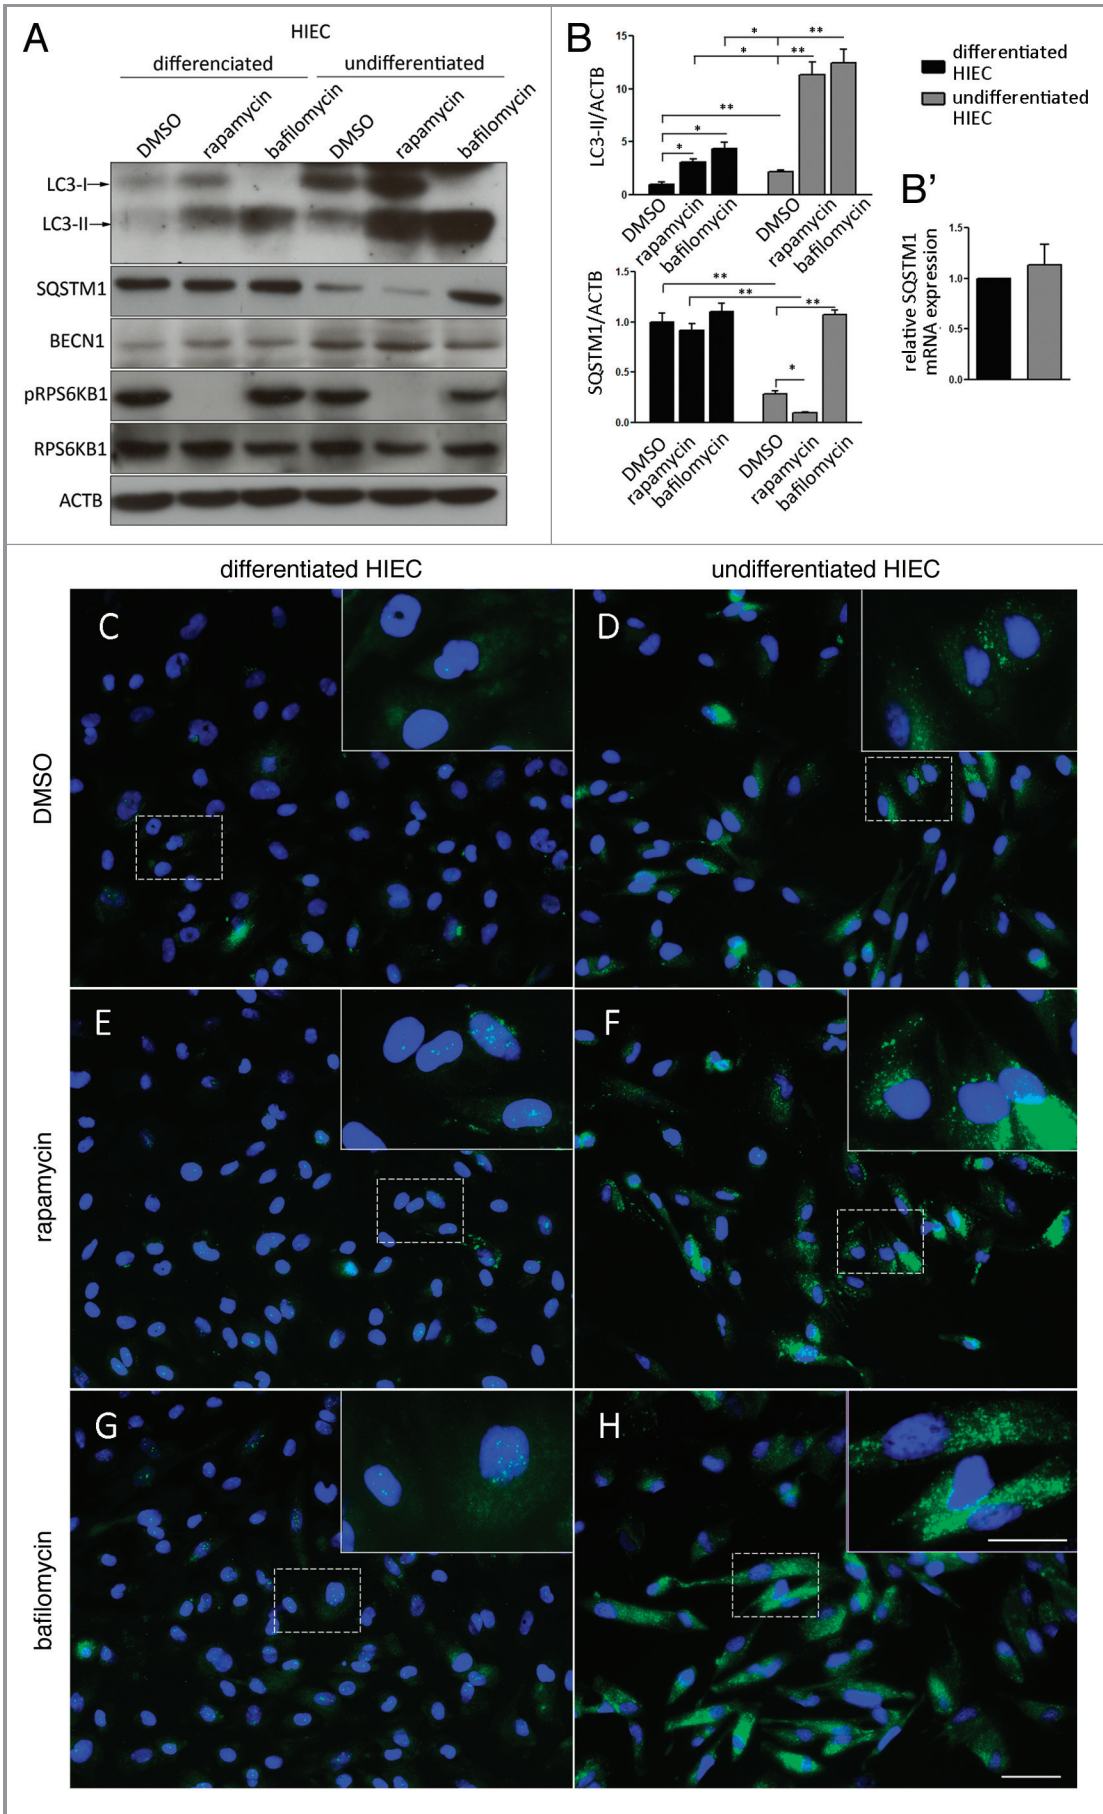 A
HIEC
differenciated
undifferentiated
DMSO
rapamycin
bafilomycin
DMSO
rapamycin
bafilomycin
LC3-I
LC3-II
SQSTM1
BECN1
pRPS6KB1
RPS6KB1
ACTB
B
LC3-II/ACTB
15
10
5
0
*
**
*
**
**
*
*
DMSO
rapamycin
bafilomycin
DMSO
rapamycin
bafilomycin
differentiated
HIEC
undifferentiated
HIEC
SQSTM1/ACTB
1.5
1.0
0.5
0.0
**
**
**
*
DMSO
rapamycin
bafilomycin
DMSO
rapamycin
bafilomycin
B'
relative SQSTM1
mRNA expression
1.5
1.0
0.5
0.0
differentiated HIEC
undifferentiated HIEC
DMSO
C
D
rapamycin
E
F
bafilomycin
G
H